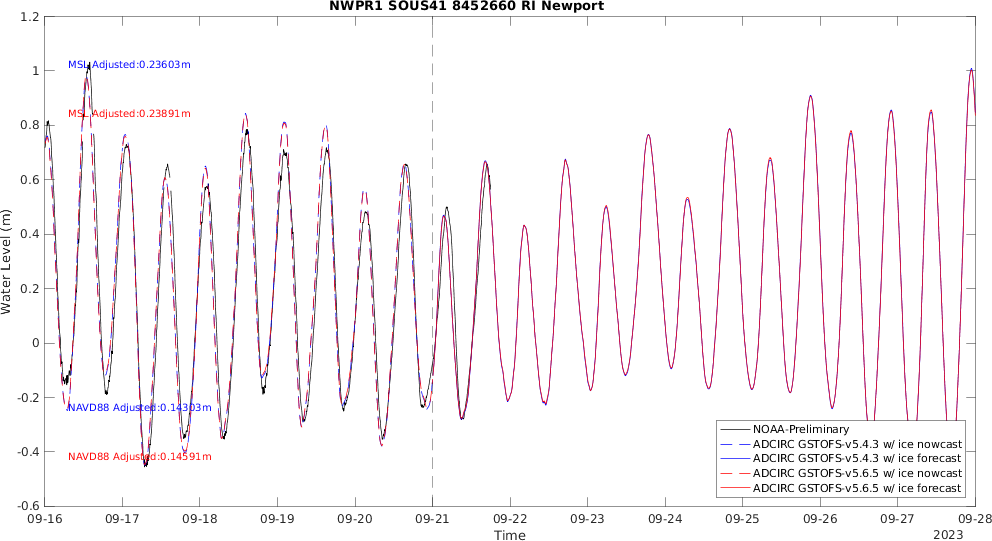 NWPR1 SOUS41 8452660 RI Newport
1.2
1
0.8
0.6
0.4
0.2
0
-0.2
-0.4
-0.6
Water Level (m)
MSL Adjusted:0.23603m
MSL Adjusted:0.23891m
NAVD88 Adjusted:0.14303m
NAVD88 Adjusted:0.14591m
NOAA-Preliminary
ADCIRC GSTOFS-v5.4.3 w/ ice nowcast
ADCIRC GSTOFS-v5.4.3 w/ ice forecast
ADCIRC GSTOFS-v5.6.5 w/ ice nowcast
ADCIRC GSTOFS-v5.6.5 w/ ice forecast
09-16 09-17 09-18 09-19 09-20 09-21 09-22 09-23 09-24 09-25 09-26 09-27 09-28
Time
2023